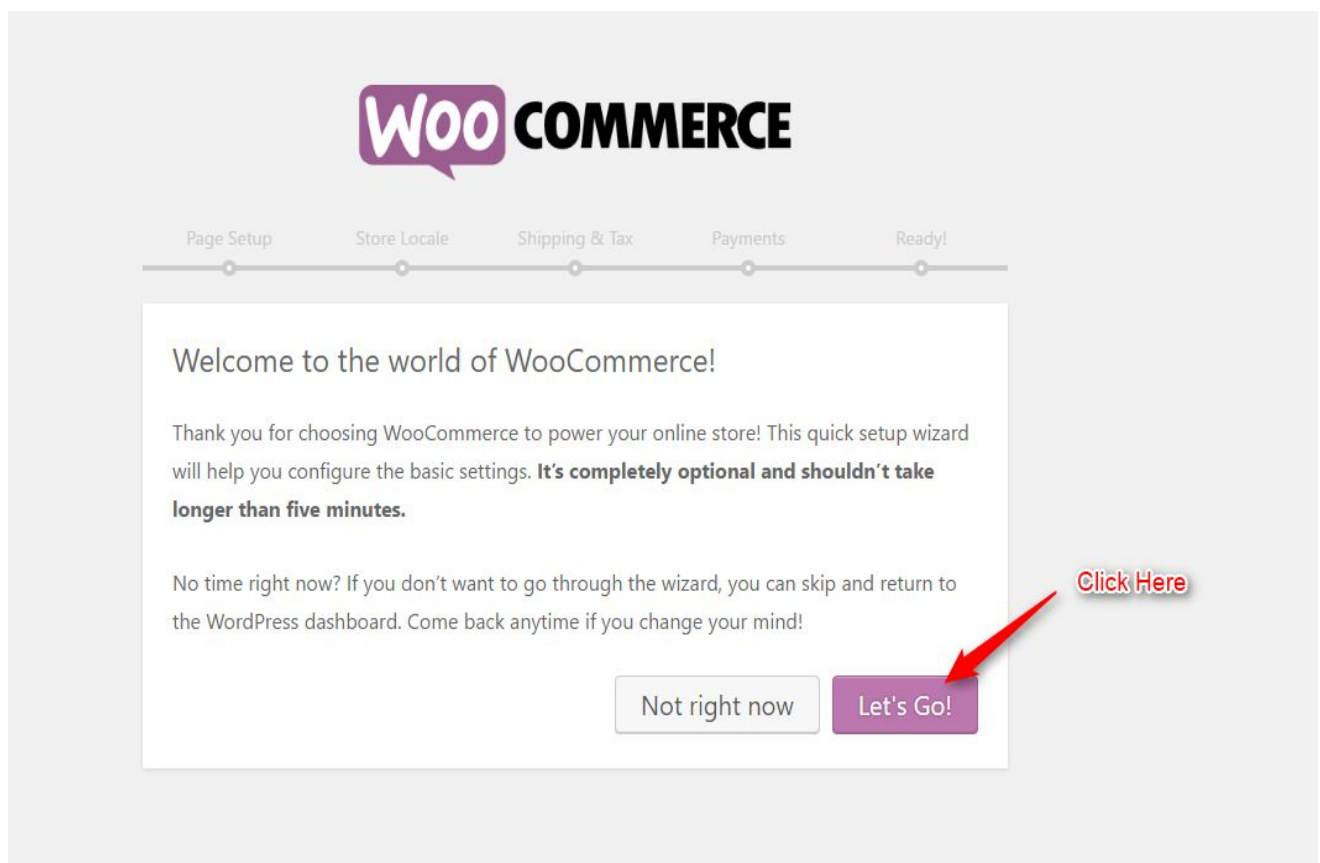 WOO COMMERCE
Page Setup Store Locale Shipping & Tax Payments Ready!
Welcome to the world of WooCommerce!
Thank you for choosing WooCommerce to power your online store! This quick setup wizard
will help you configure the basic settings. It’s completely optional and shouldn’t take
longer than five minutes.
No time right now? If you don’t want to go through the wizard, you can skip and return to
the WordPress dashboard. Come back anytime if you change your mind!
Click Here
Not right now Let's Go!